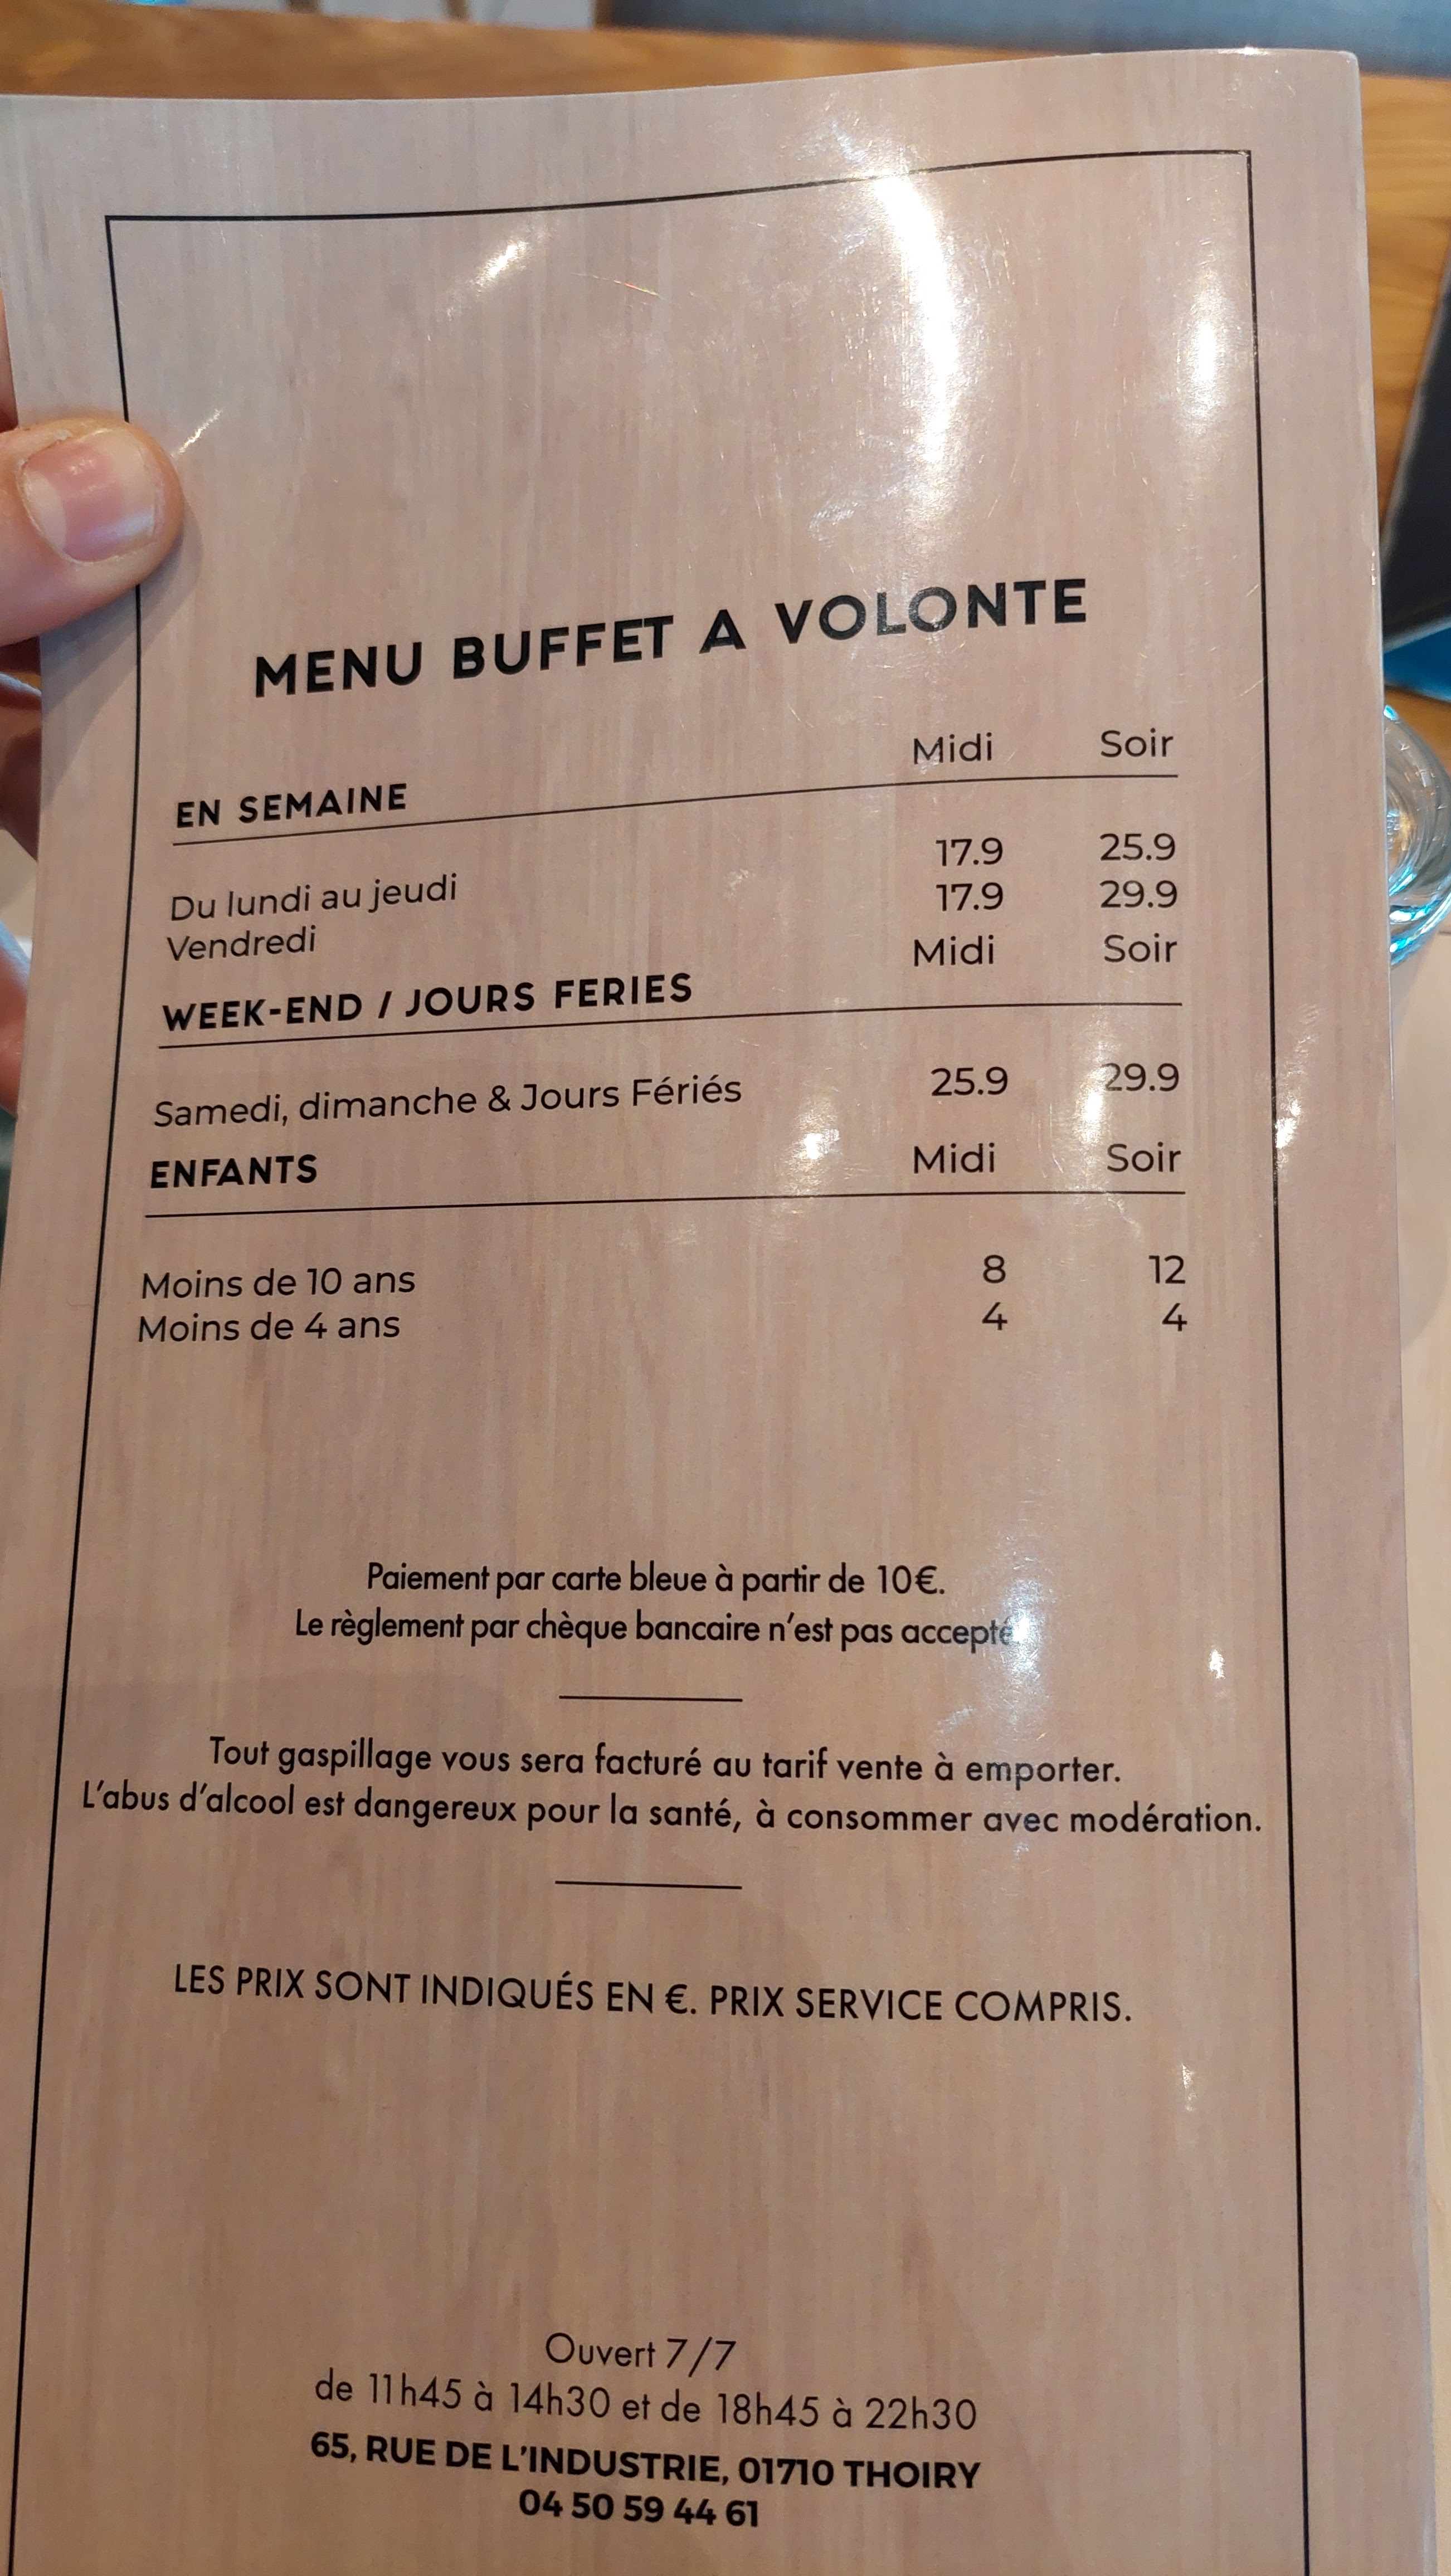 MENU BUFFET A VOLONTE
Midi Soir
EN SEMAINE
Du lundi au jeudi 17.9 25.9
Vendredi 17.9 29.9
WEEK-END / JOURS FERIES Midi Soir
Samedi, dimanche & Jours Fériés 25.9 29.9
ENFANTS Midi Soir
Moins de 10 ans 8 12
Moins de 4 ans 4 4
Paiement par carte bleue à partir de 10€.
Le règlement par chèque bancaire n'est pas accepté
Tout gaspillage vous sera facturé au tarif vente à emporter.
L'abus d'alcool est dangereux pour la santé, à consommer avec modération.
LES PRIX SONT INDIQUÉS EN €. PRIX SERVICE COMPRIS.
Ouvert 7/7
de 11h45 à 14h30 et de 18h45 à 22h30
65, RUE DE L'INDUSTRIE, 01710 THOIRY
04 50 59 44 61